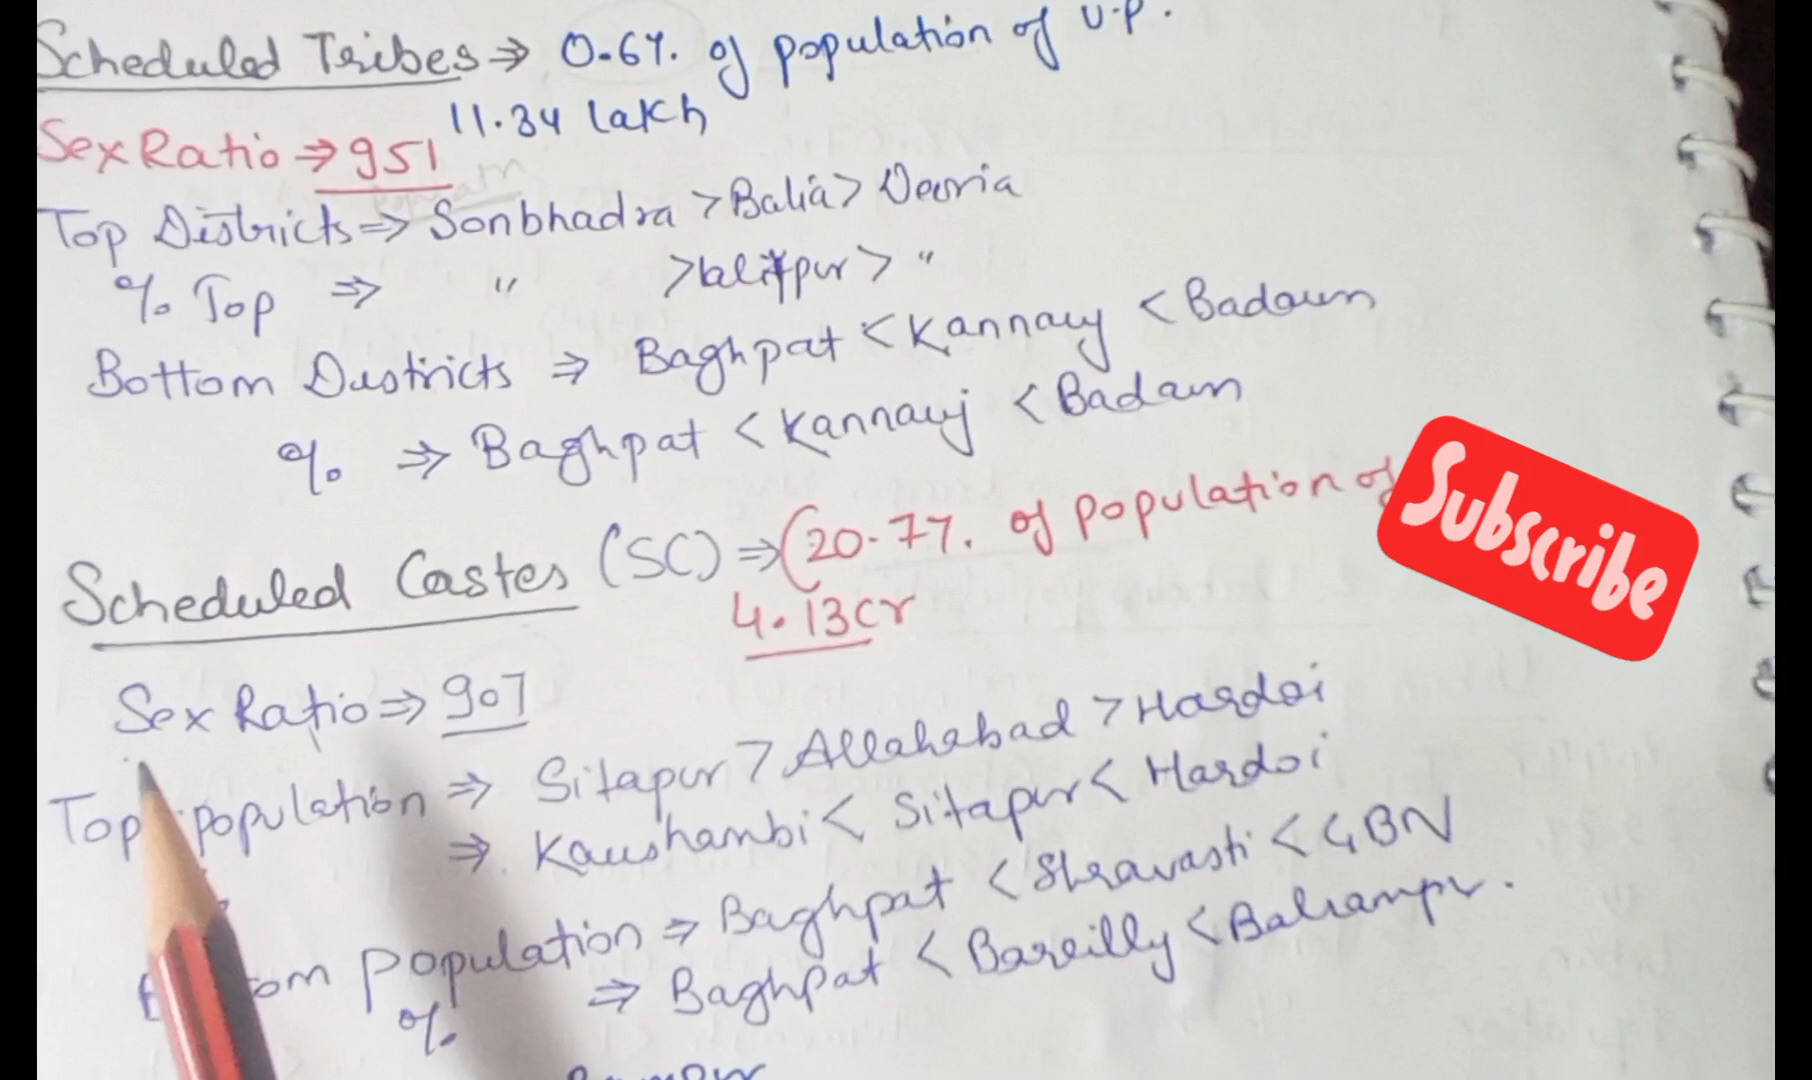 Scheduled Tribes ⇒ 0.6% of population of U.P.
11.34 lakh
Sex Ratio ⇒ 951
Top Districts ⇒ Sonbhadra > Balia > Deoria
% Top ⇒ " > lalitpur > "
Bottom Districts ⇒ Baghpat < Kannauj < Badaun
% ⇒ Baghpat < Kannauj < Badaun
Scheduled Castes (SC) ⇒ (20.7%. of population of
4.13cr
Subscribe
Sex Ratio ⇒ 907
Top population ⇒ Sitapur > Allahabad > Hardoi
⇒ Kaushambi < Sitapur < Hardoi
population ⇒ Baghpat < Shravasti < GBN
% ⇒ Baghpat < Bareilly < Balrampur.